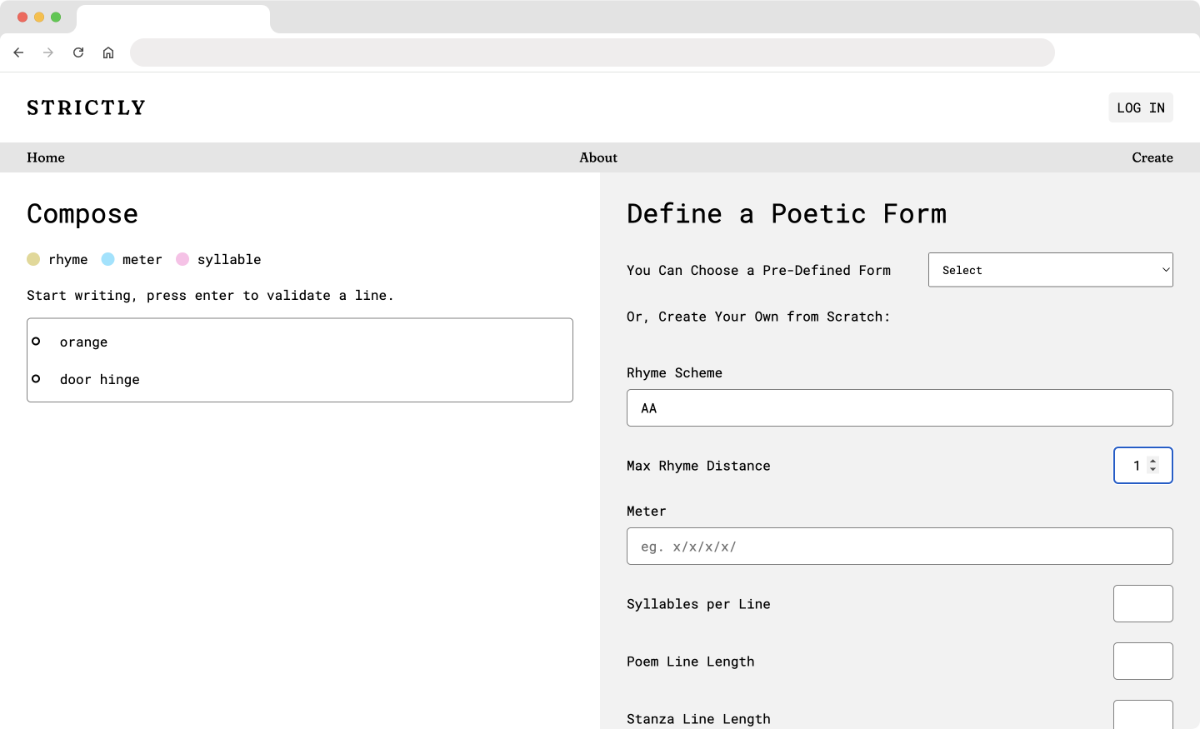 STRICTLY
LOG IN
Home
About
Create
Compose
rhyme meter syllable
Start writing, press enter to validate a line.
orange
door hinge
Define a Poetic Form
You Can Choose a Pre-Defined Form
Select
Or, Create Your Own from Scratch:
Rhyme Scheme
AA
Max Rhyme Distance
1
Meter
eg. x/x/x/x/
Syllables per Line
Poem Line Length
Stanza Line Length